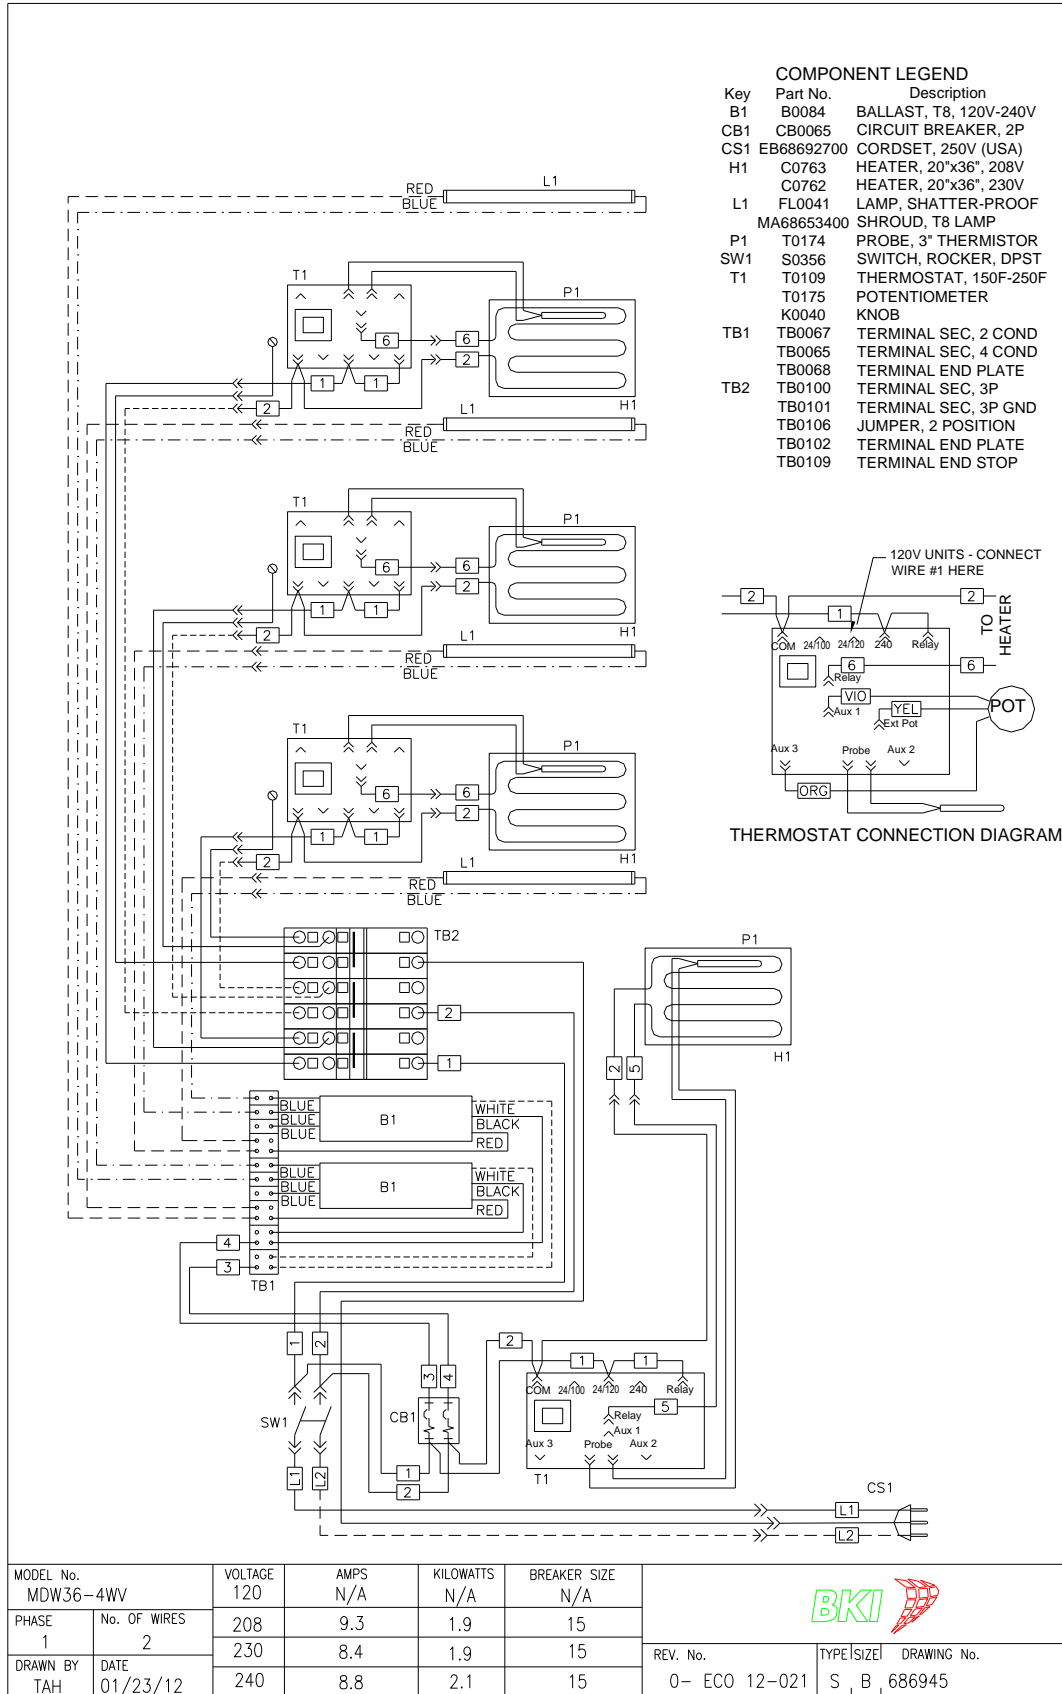 COMPONENT LEGEND
Key Part No. Description
B1 B0084 BALLAST, T8, 120V-240V
CB1 CB0065 CIRCUIT BREAKER, 2P
CS1 EB68692700 CORDSET, 250V (USA)
H1 C0763 HEATER, 20"x36", 208V
C0762 HEATER, 20"x36", 230V
L1 FL0041 LAMP, SHATTER-PROOF
MA68653400 SHROUD, T8 LAMP
P1 T0174 PROBE, 3" THERMISTOR
SW1 S0356 SWITCH, ROCKER, DPST
T1 T0109 THERMOSTAT, 150F-250F
T0175 POTENTIOMETER
K0040 KNOB
TB1 TB0067 TERMINAL SEC, 2 COND
TB0065 TERMINAL SEC, 4 COND
TB0068 TERMINAL END PLATE
TB2 TB0100 TERMINAL SEC, 3P
TB0101 TERMINAL SEC, 3P GND
TB0106 JUMPER, 2 POSITION
TB0102 TERMINAL END PLATE
TB0109 TERMINAL END STOP
RED L1
BLUE
T1
P1
6 6
2
1 1
2
H1
L1
RED
BLUE
T1
P1
6 6
2
1 1
2
H1
L1
RED
BLUE
T1
P1
6 6
2
1 1
2
H1
L1
RED
BLUE
120V UNITS - CONNECT
WIRE #1 HERE
2 2
1
TO HEATER
COM 24/100 24/120 240 Relay
6 6
Relay
VIO
Aux 1
YEL
POT
Ext Pot
Aux 3 Probe Aux 2
ORG
THERMOSTAT CONNECTION DIAGRAM
TB2
2
1
P1
H1
2 5
BLUE WHITE
BLUE B1 BLACK
BLUE RED
BLUE WHITE
BLUE B1 BLACK
BLUE RED
4
3
TB1
1 2
3 4
2
1 1
COM 24/100 24/120 240 Relay
5
Relay
Aux 1
Aux 3 Probe Aux 2
T1
SW1
CB1
1
2
L1 L2
CS1
L1
L2
MODEL No.
MDW36-4WV
PHASE No. OF WIRES
1 2
DRAWN BY DATE
TAH 01/23/12
VOLTAGE AMPS KILOWATTS BREAKER SIZE
120 N/A N/A N/A
208 9.3 1.9 15
230 8.4 1.9 15
240 8.8 2.1 15
BKI
REV. No. TYPE SIZE DRAWING No.
0- ECO 12-021 S B 686945